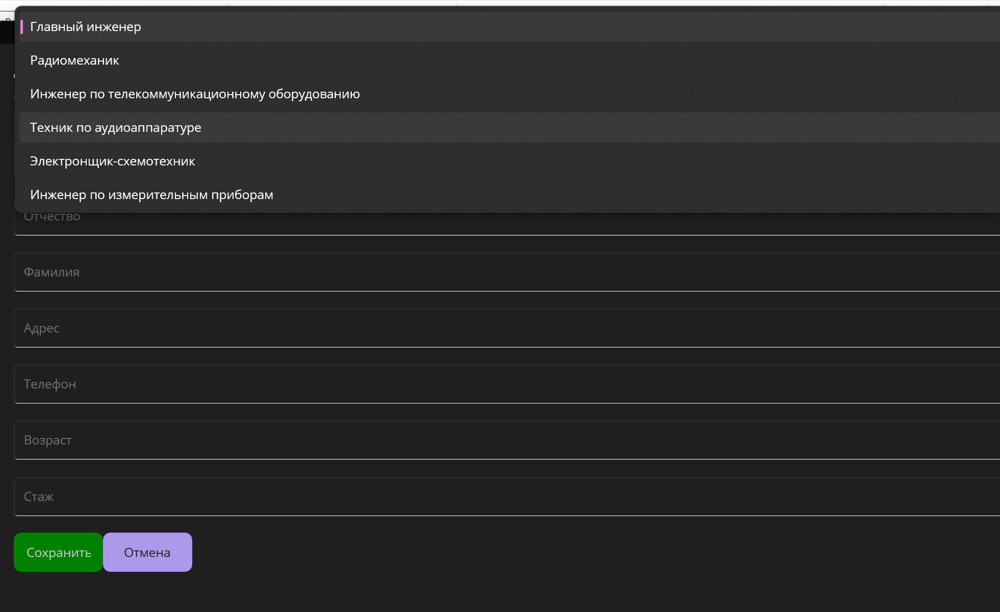 Главный инженер
Радиомеханик
Инженер по телекоммуникационному оборудованию
Техник по аудиоаппаратуре
Электронщик-схемотехник
Инженер по измерительным приборам
Отчество
Фамилия
Адрес
Телефон
Возраст
Стаж
Сохранить
Отмена